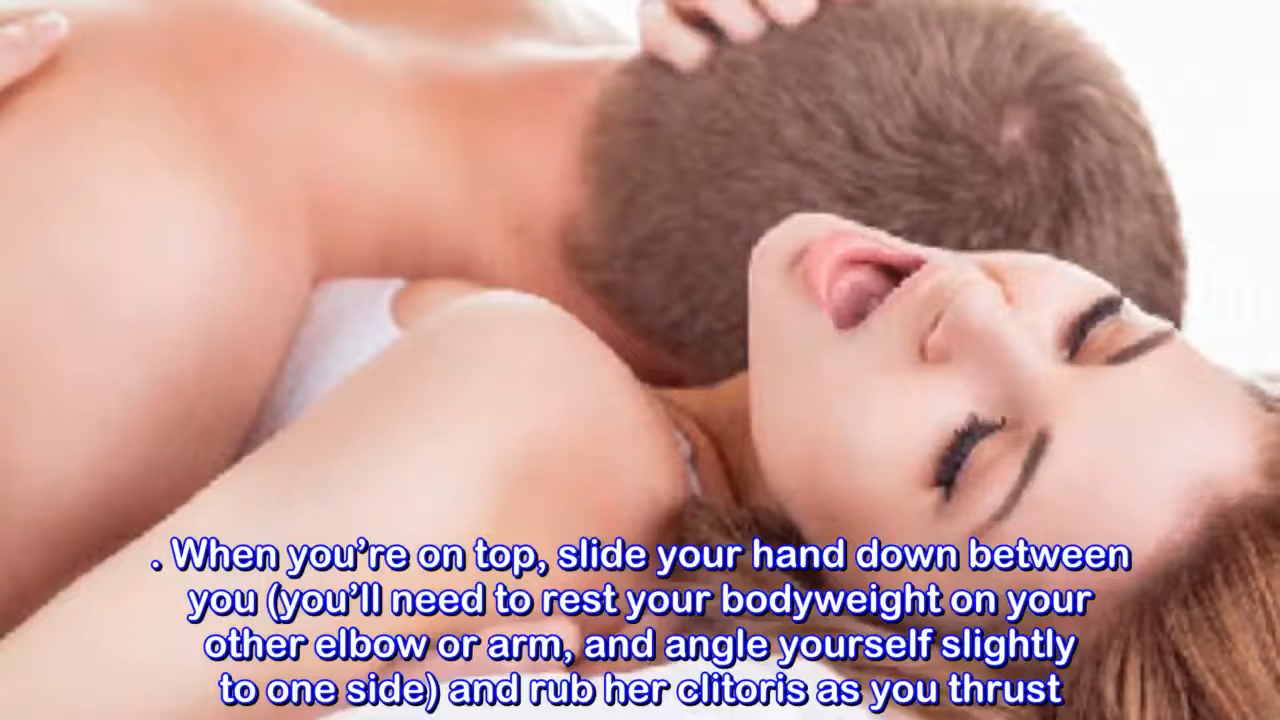 . When you’re on top, slide your hand down between
you (you’ll need to rest your bodyweight on your
other elbow or arm, and angle yourself slightly
to one side) and rub her clitoris as you thrust